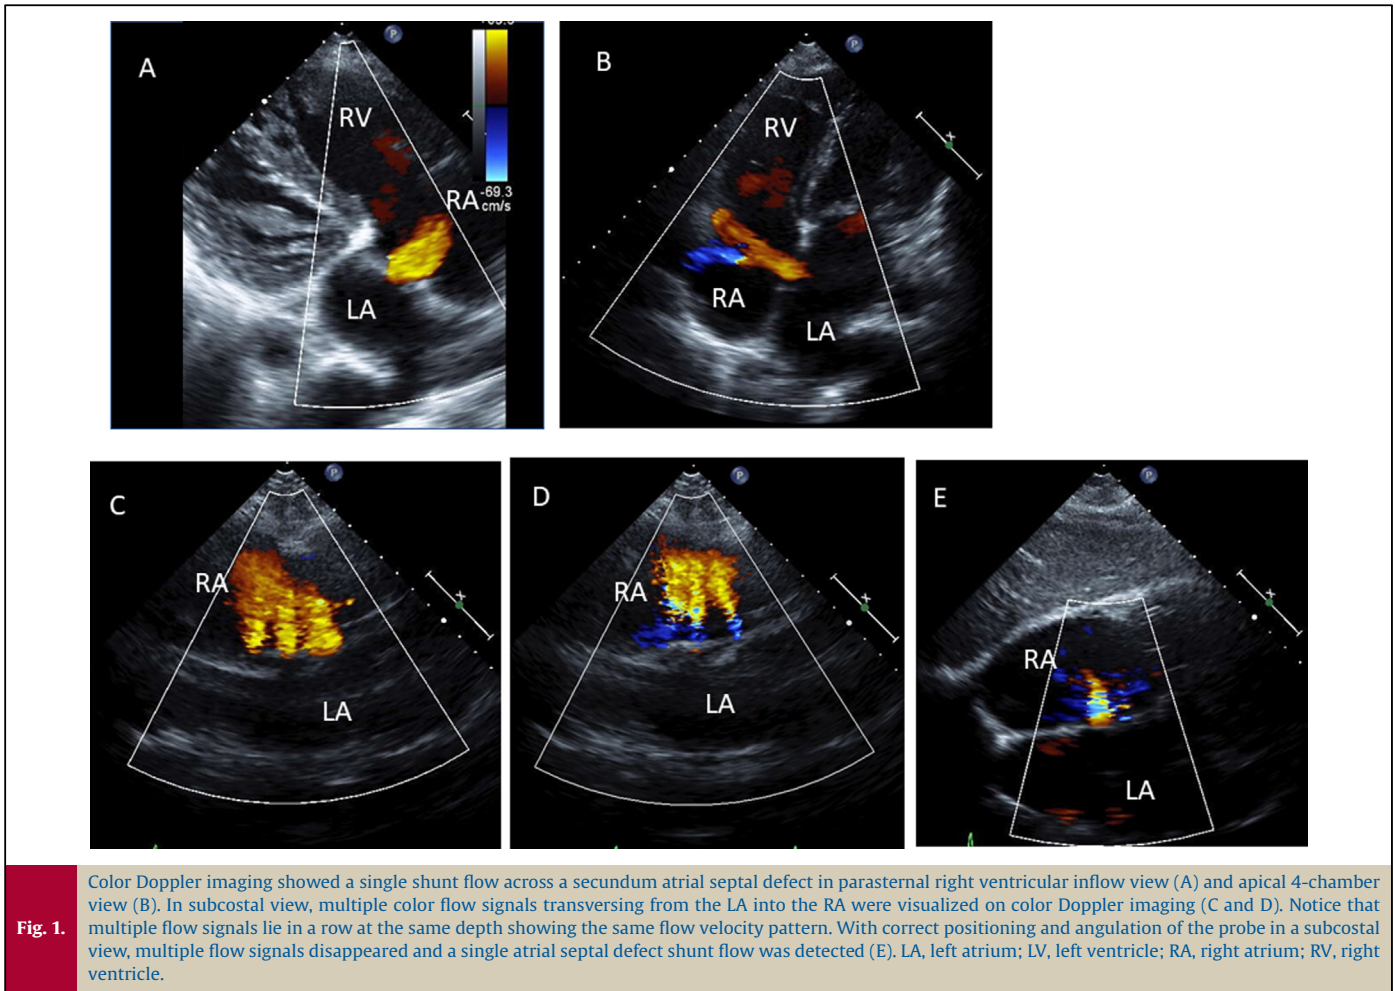 A
P
+69.3
RV
RA
-69.3
cm/s
LA
B
P
x
RV
RA
LA
C
P
x
RA
LA
D
P
x
RA
LA
E
P
x
RA
LA
Fig. 1.
Color Doppler imaging showed a single shunt flow across a secundum atrial septal defect in parasternal right ventricular inflow view (A) and apical 4-chamber
view (B). In subcostal view, multiple color flow signals transversing from the LA into the RA were visualized on color Doppler imaging (C and D). Notice that
multiple flow signals lie in a row at the same depth showing the same flow velocity pattern. With correct positioning and angulation of the probe in a subcostal
view, multiple flow signals disappeared and a single atrial septal defect shunt flow was detected (E). LA, left atrium; LV, left ventricle; RA, right atrium; RV, right
ventricle.